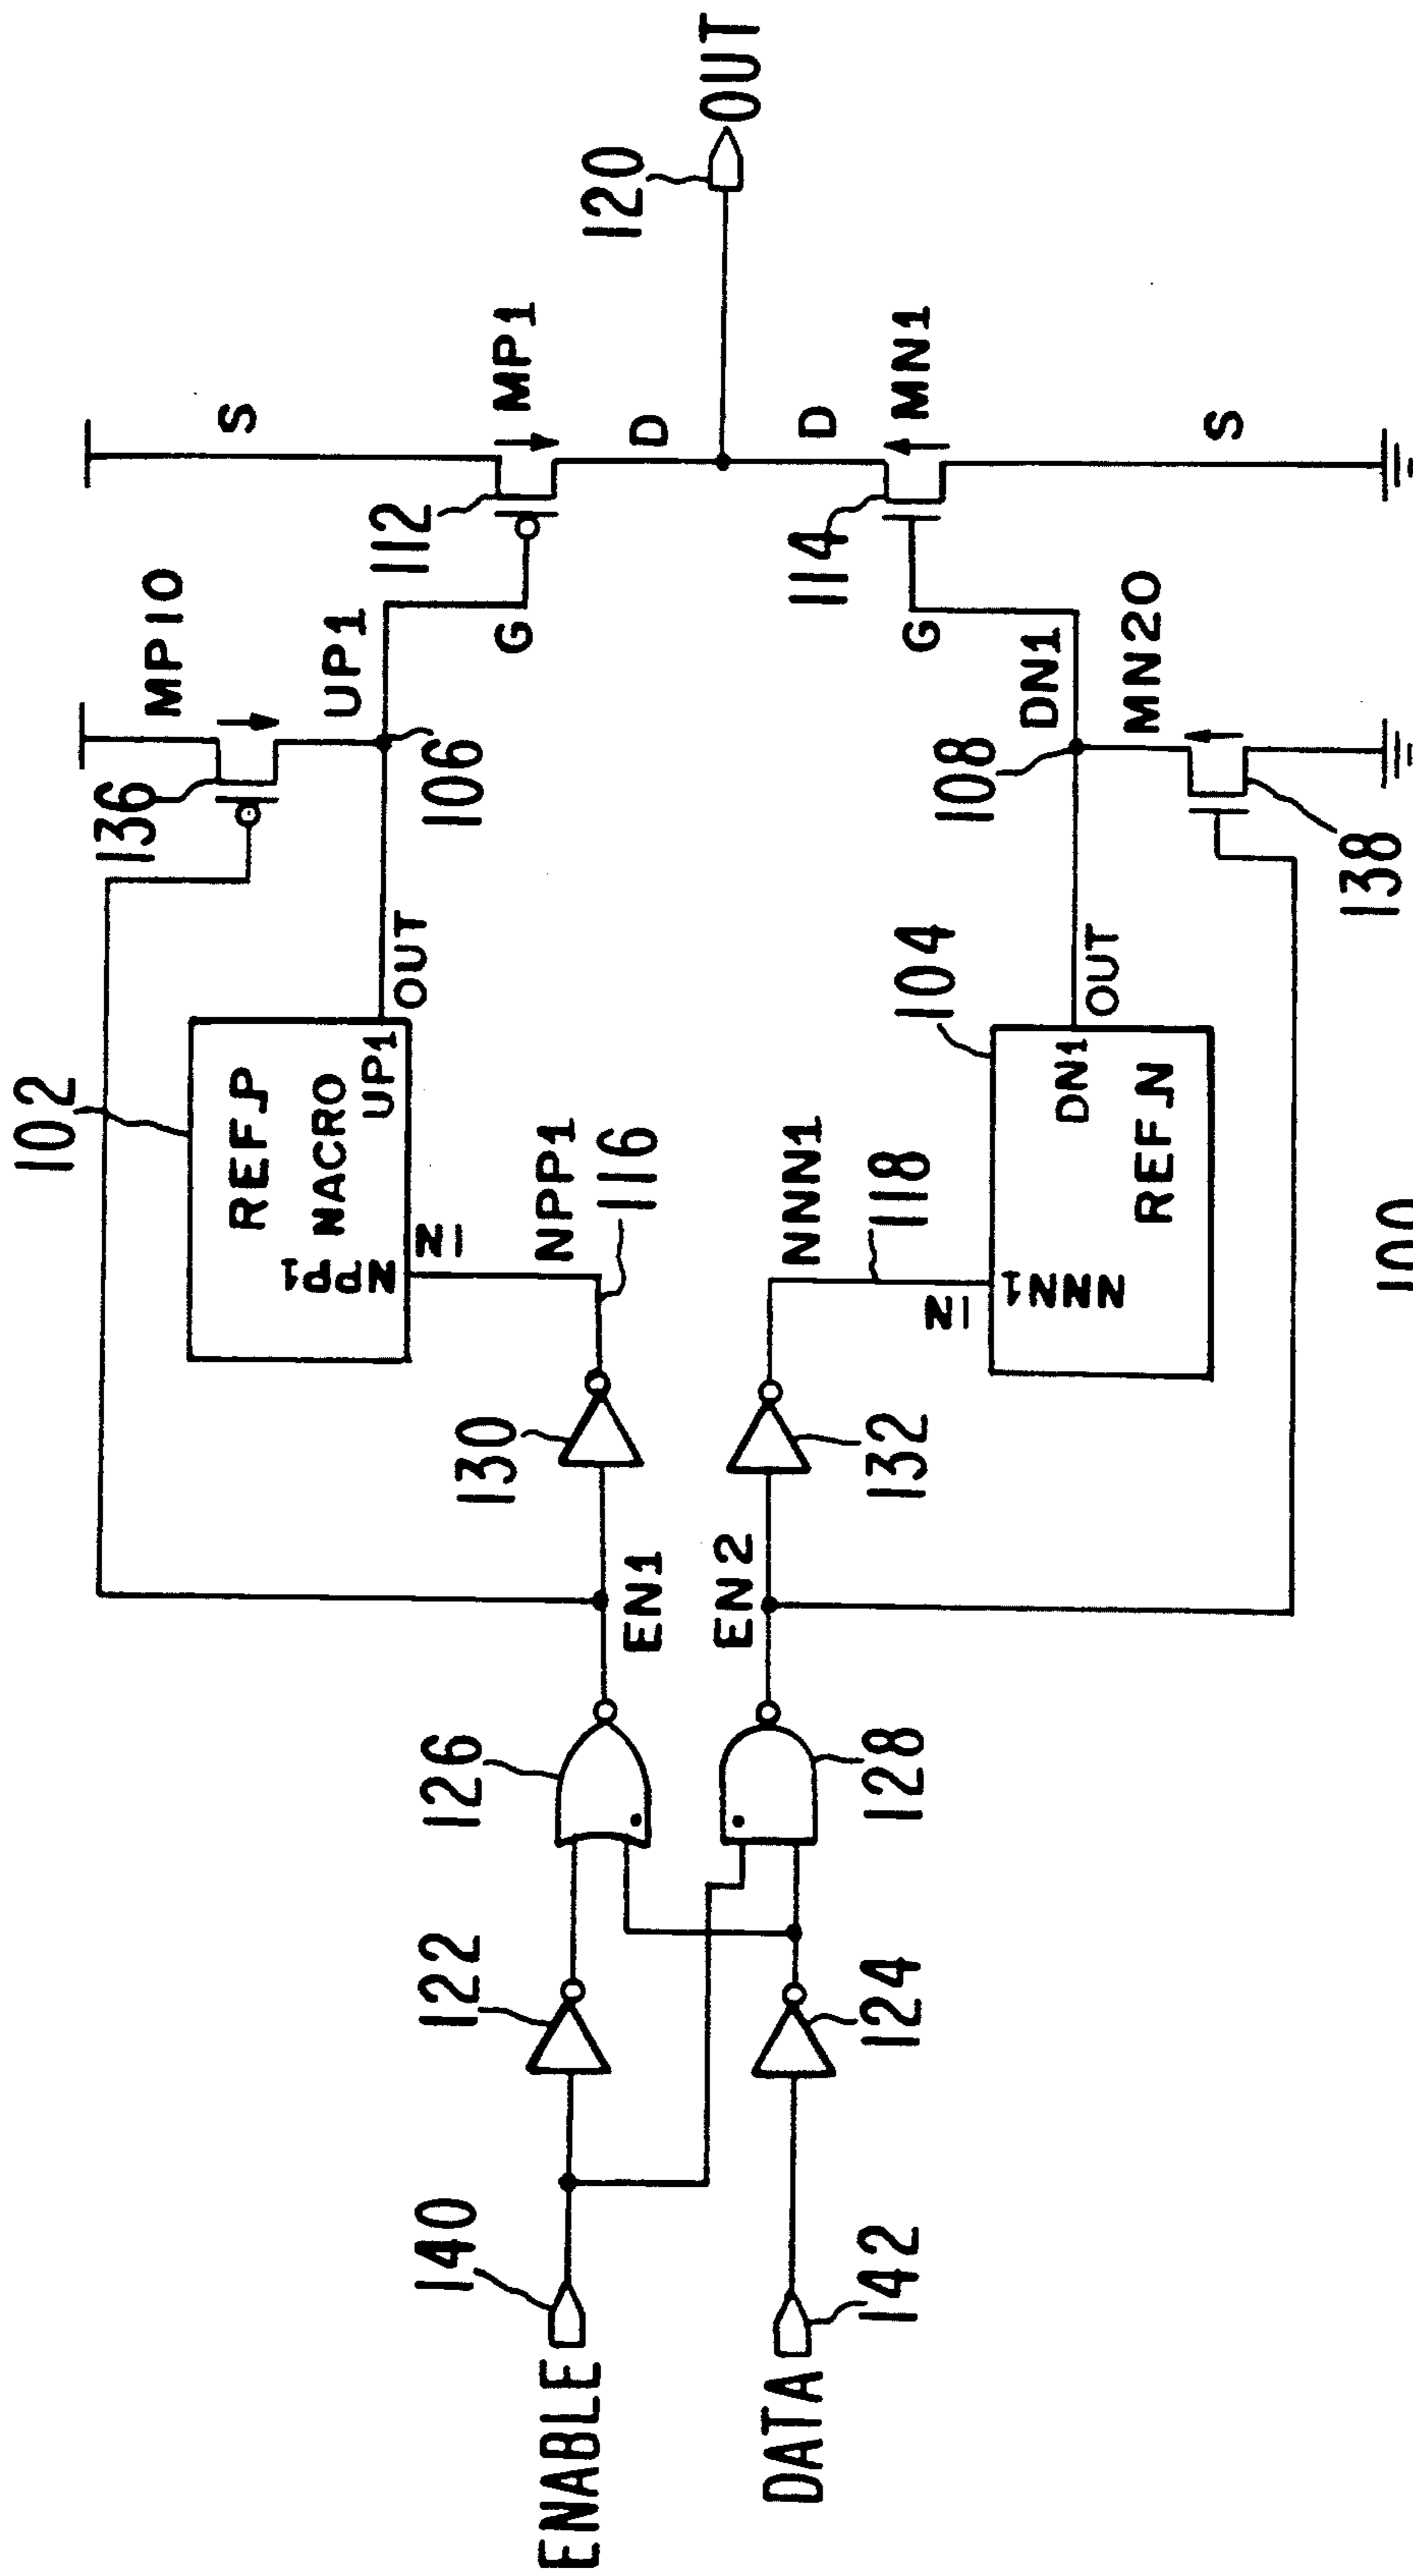 102
136
MP10
S
REF_P
NACRO
UP1
OUT
UP1
106
112
MP1
NPP1
IN
G
D
120
OUT
140
122
126
130
NPP1
116
ENABLE
EN1
DATA
EN2
NNN1
118
142
124
128
132
104
108
DN1
G
114
D
MN1
IN
NNN1
DN1
OUT
REF_N
MN20
138
S
100